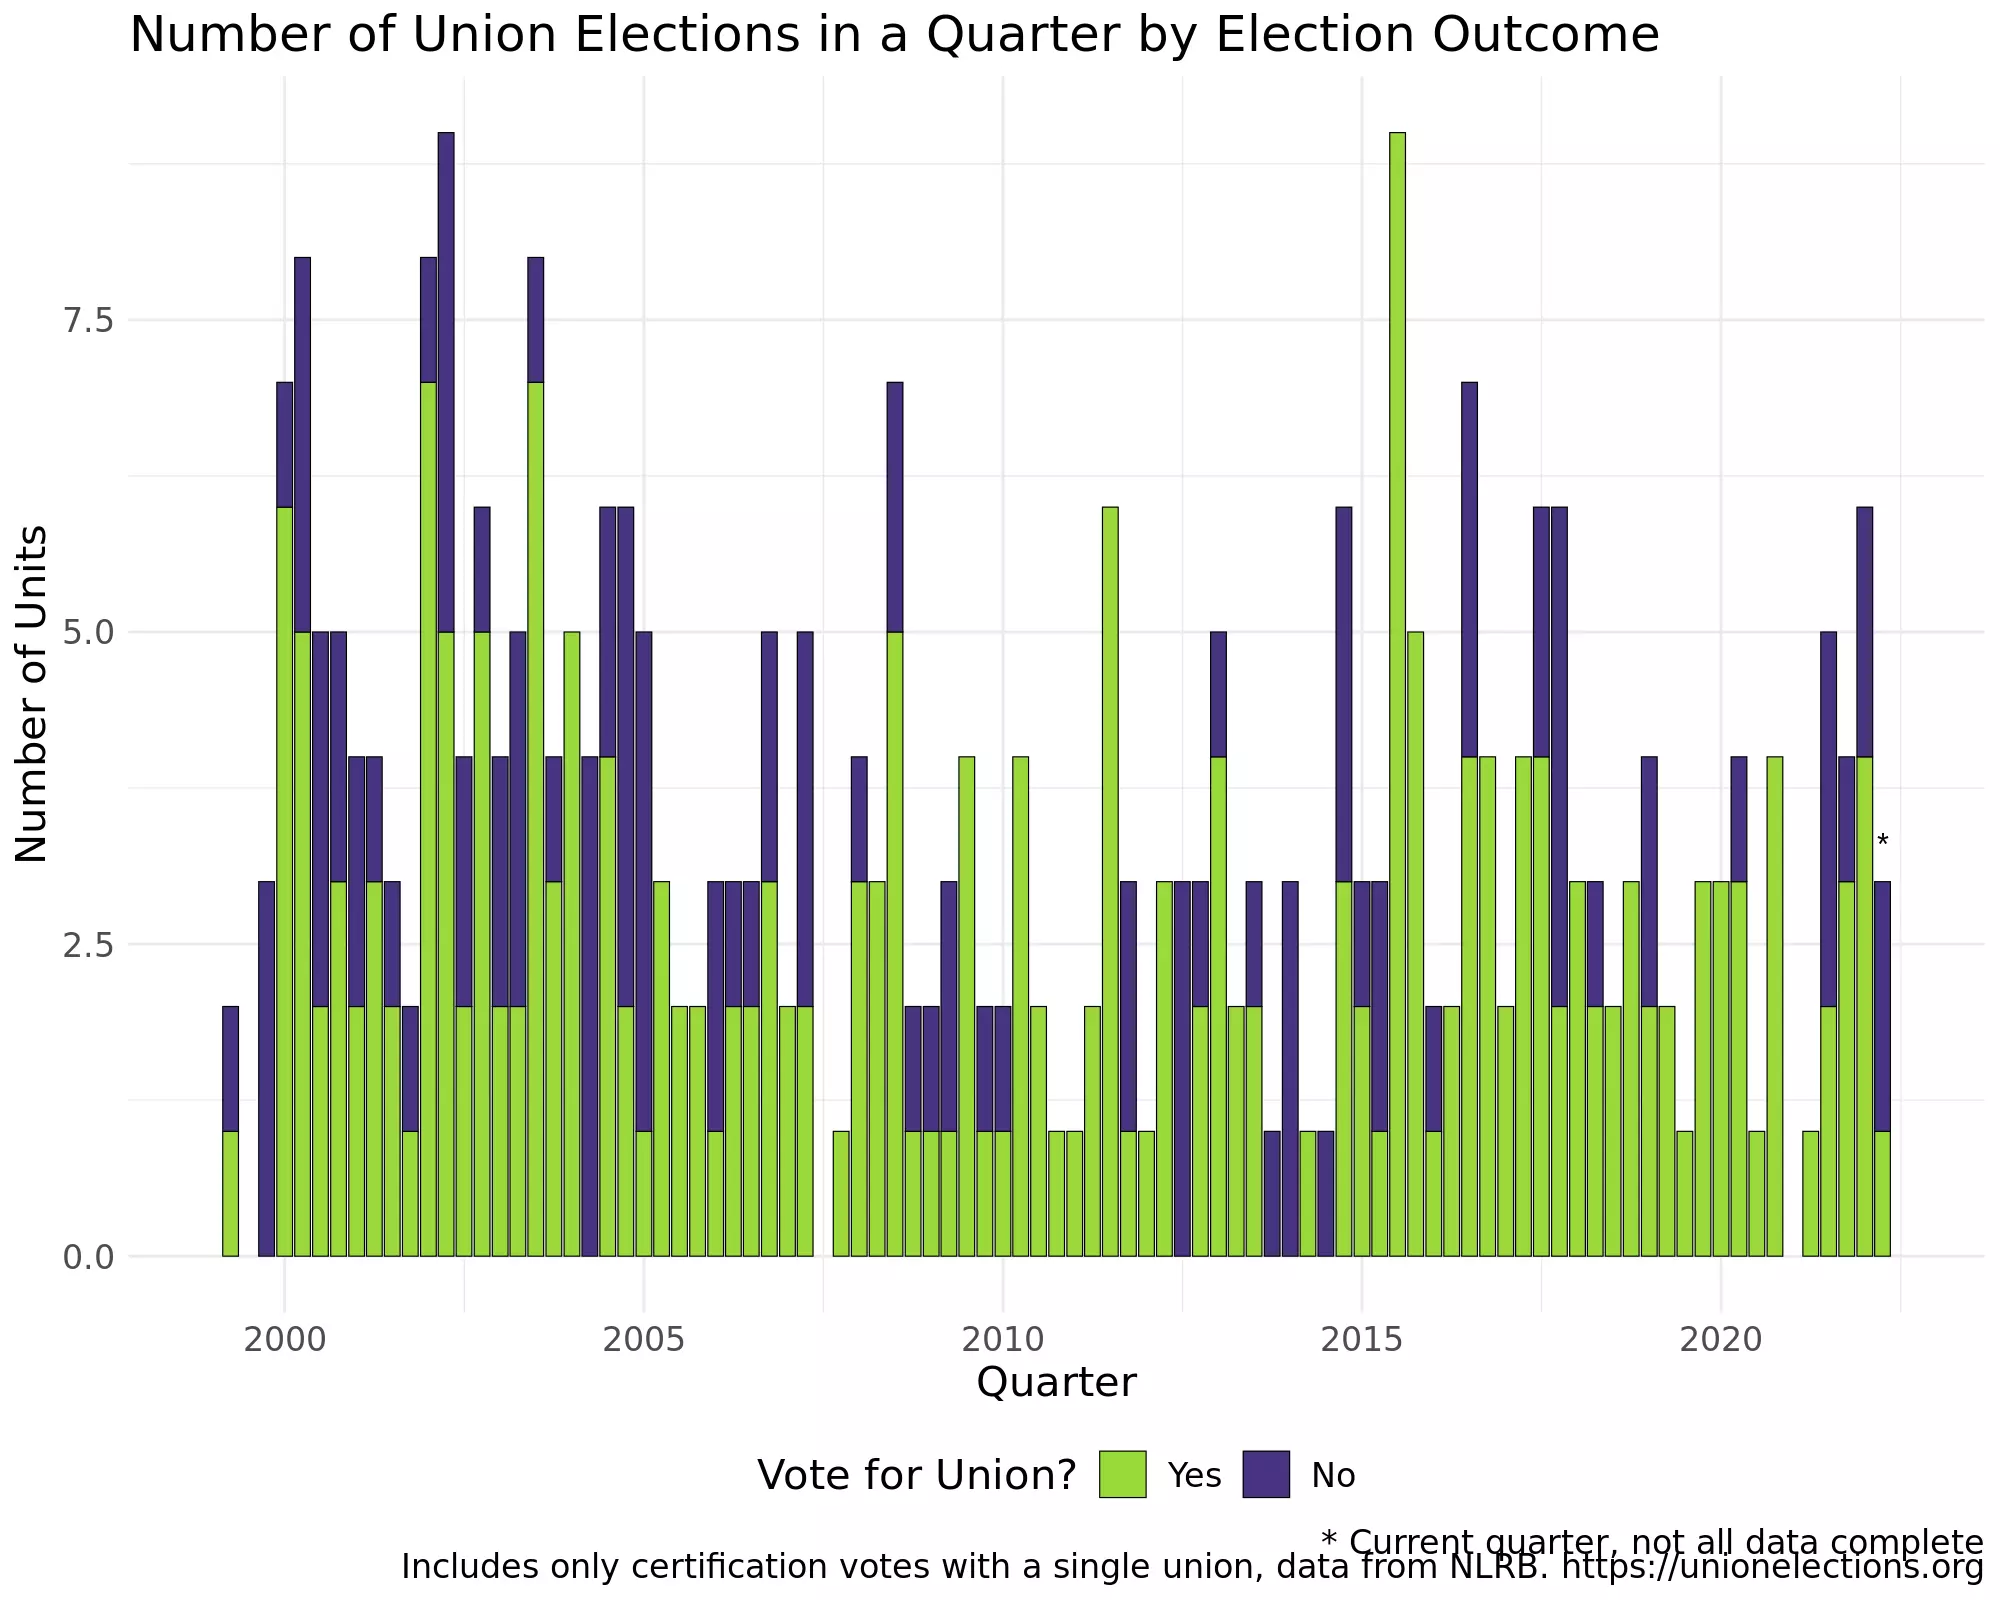 Number of Union Elections in a Quarter by Election Outcome
Number of Units
7.5
5.0
2.5
0.0
*
2000 2005 2010 2015 2020
Quarter
Vote for Union? Yes No
* Current quarter, not all data complete
Includes only certification votes with a single union, data from NLRB. https://unionelections.org